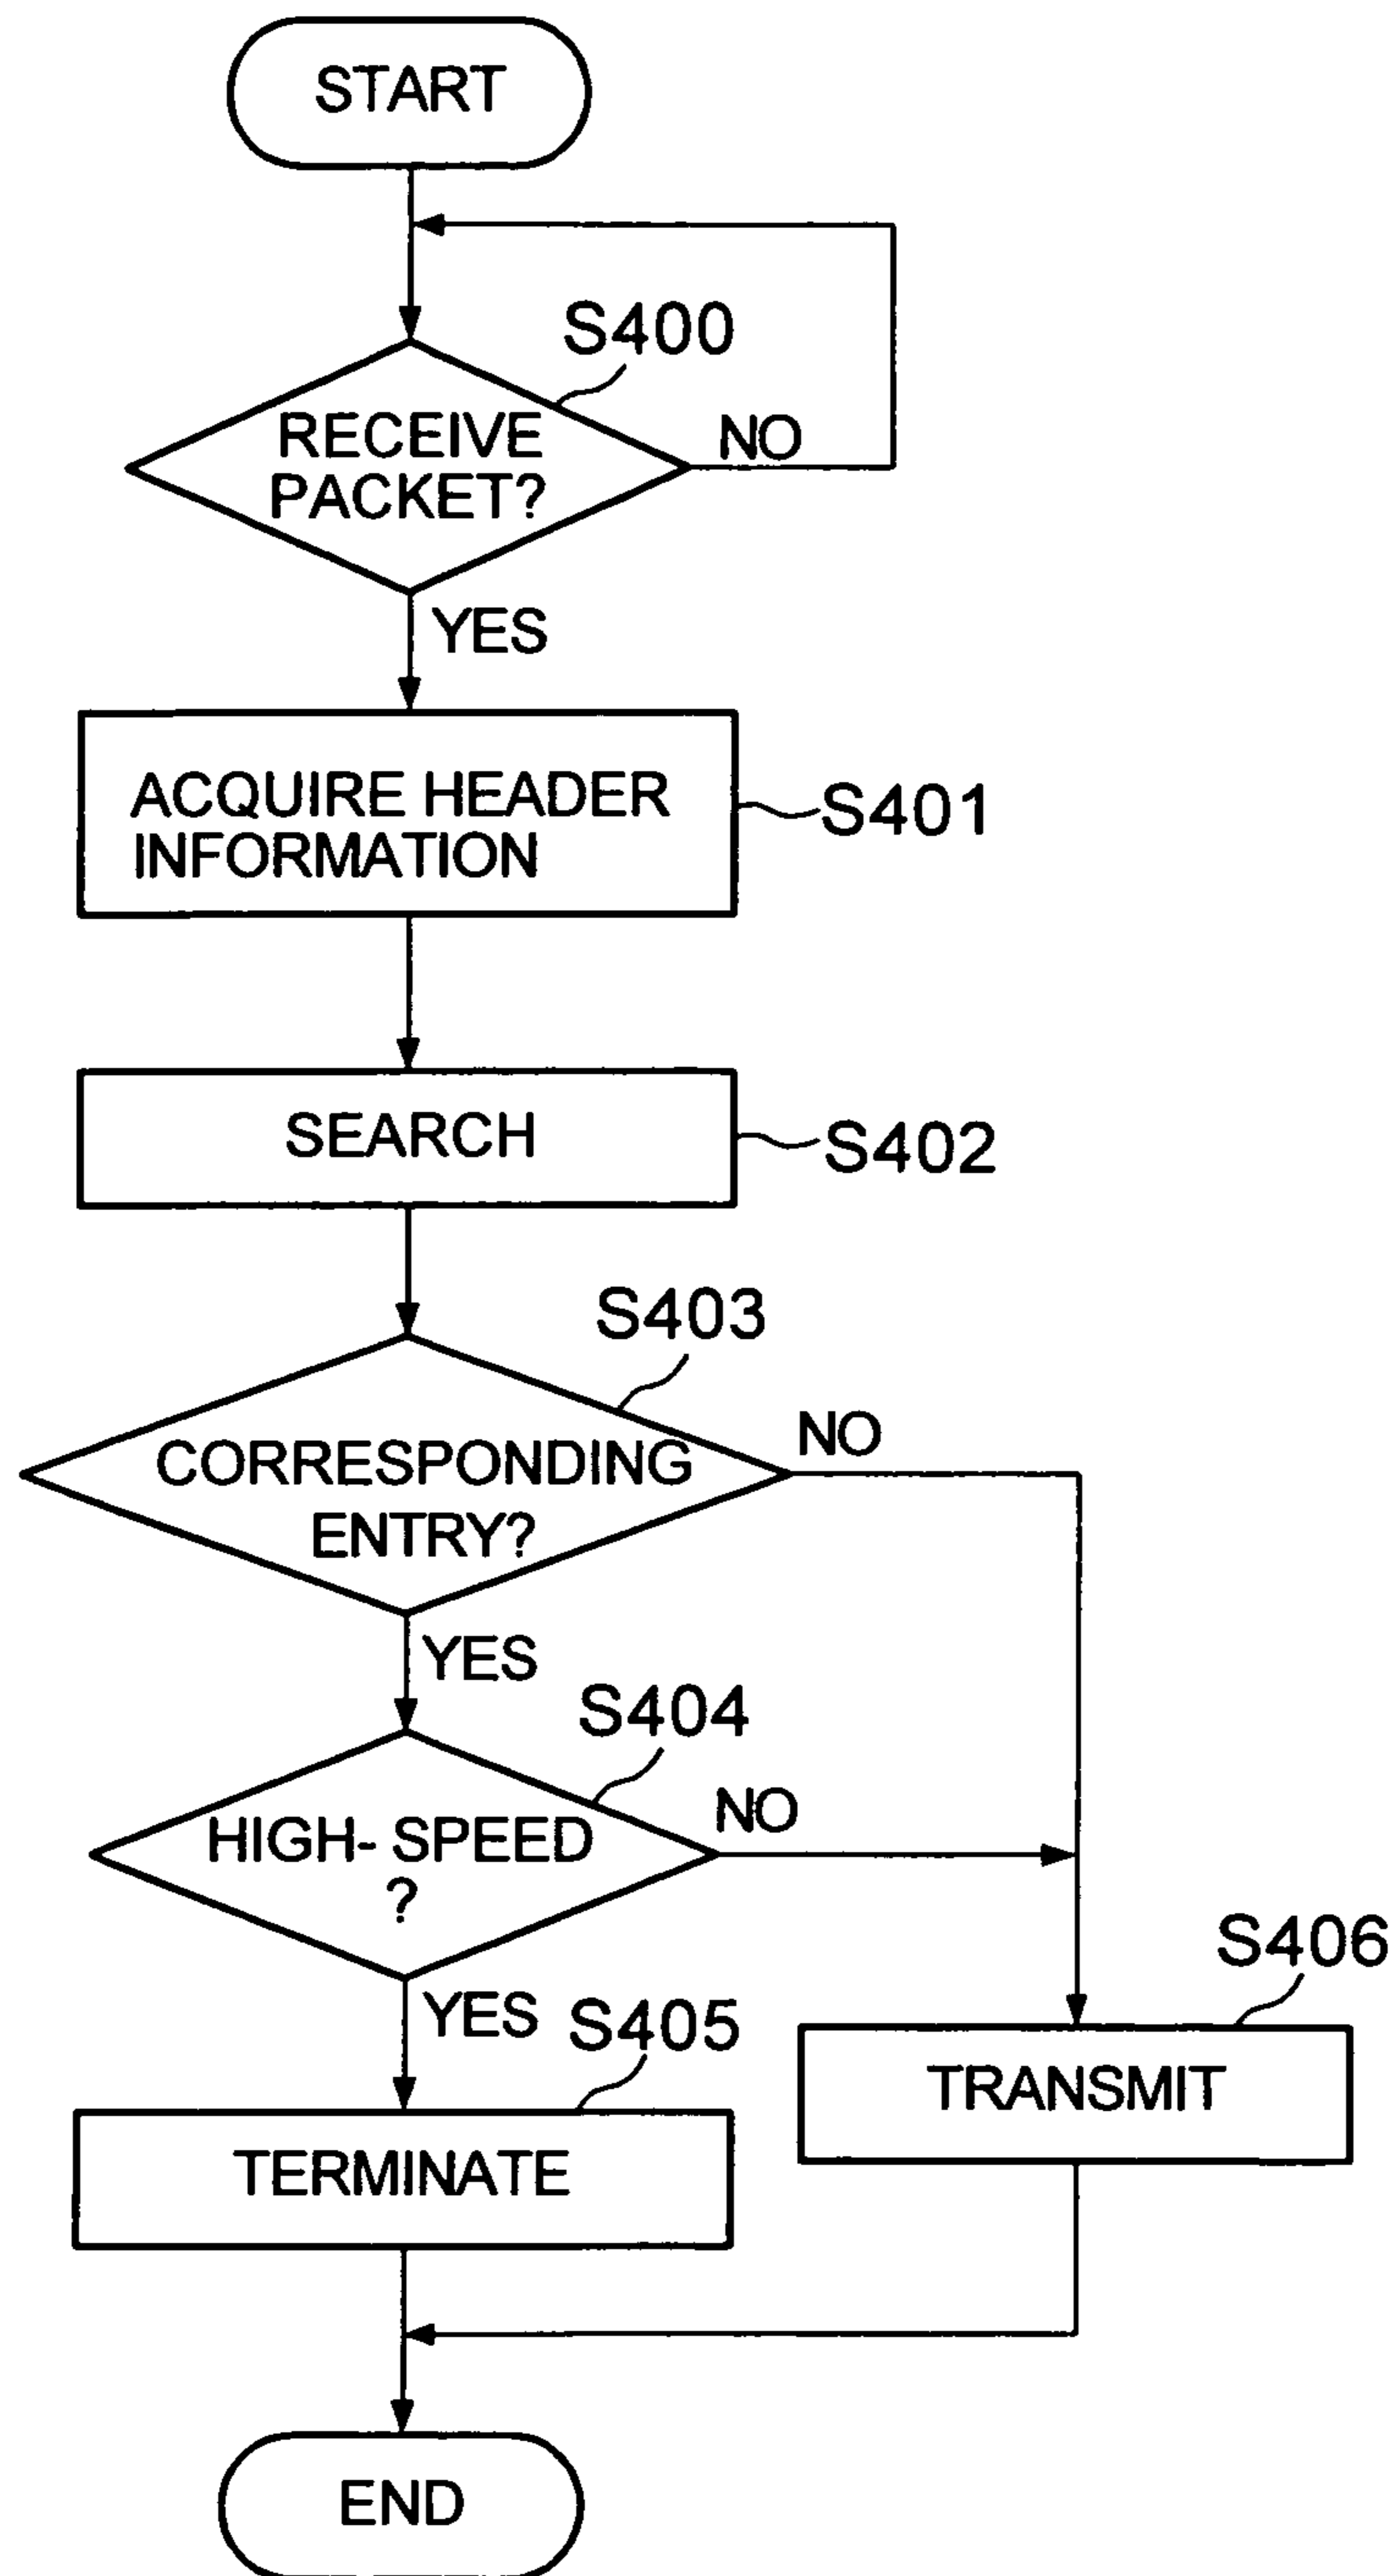 START
S400
RECEIVE
PACKET?
NO
YES
ACQUIRE HEADER
INFORMATION
S401
SEARCH
S402
S403
CORRESPONDING
ENTRY?
NO
YES
S404
HIGH- SPEED
?
NO
YES
S405
S406
TRANSMIT
TERMINATE
END